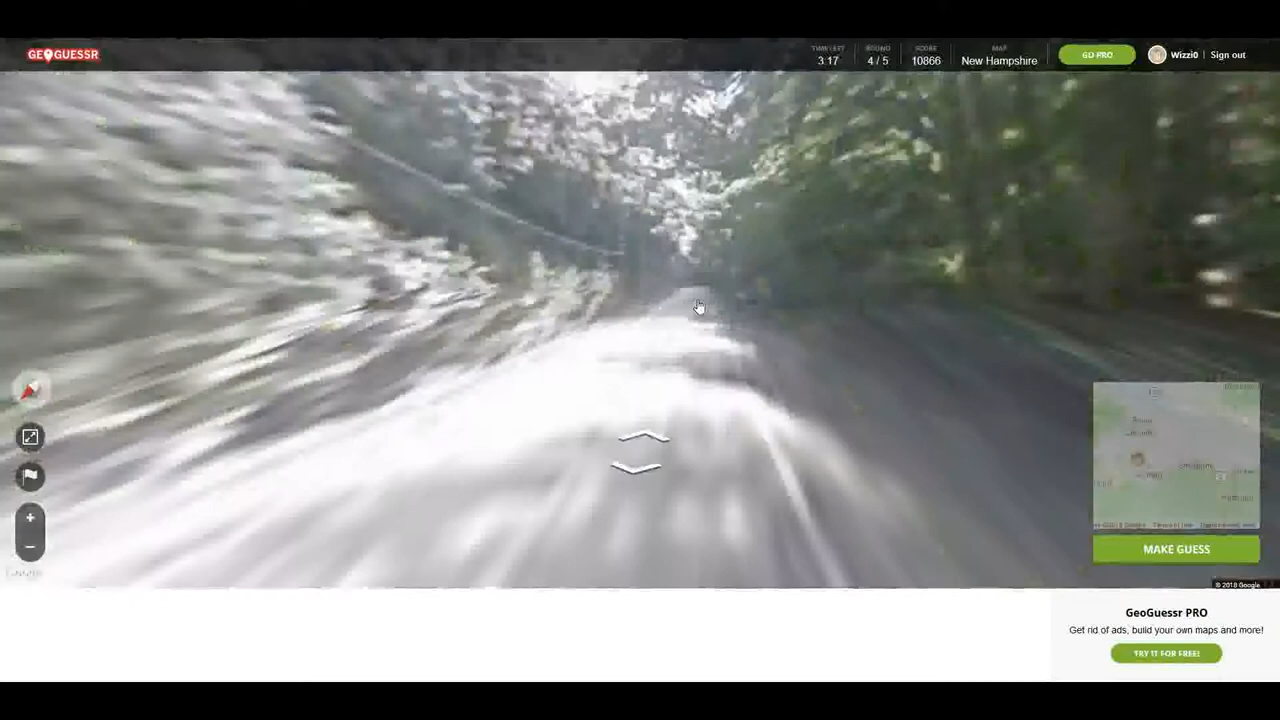 GEOGUESSR
TIME LEFT
3 17
ROUND
4 / 5
SCORE
10866
MAP
New Hampshire
GO PRO
Wizzi0 | Sign out
MAKE GUESS
© 2018 Google
GeoGuessr PRO
Get rid of ads, build your own maps and more!
TRY IT FOR FREE!